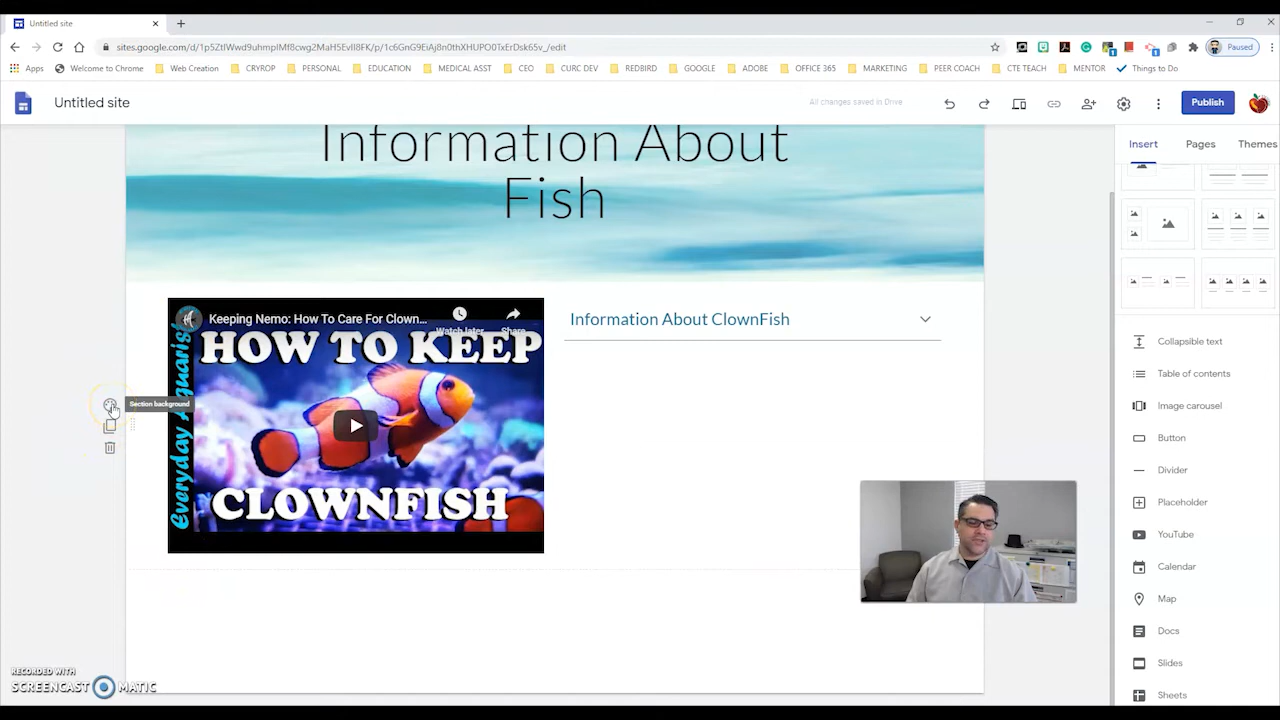 Untitled site
sites.google.com/d/1p5ZtIWwd9uhmpIMf8cwg2MaH5EvII8FK/p/1c6GnG9EiAj8n0thXHUPO0TxErDsk65v_/edit
Paused
Apps
Welcome to Chrome
Web Creation
CRYROP
PERSONAL
EDUCATION
MEDICAL ASST
CEO
CURC DEV
REDBIRD
GOOGLE
ADOBE
OFFICE 365
MARKETING
PEER COACH
CTE TEACH
MENTOR
Things to Do
Untitled site
All changes saved in Drive
Publish
Insert
Pages
Themes
Information About
Fish
Keeping Nemo: How To Care For Clown...
Watch later
Share
HOW TO KEEP
CLOWNFISH
Everyday Aquarist
Information About ClownFish
Section background
Collapsible text
Table of contents
Image carousel
Button
Divider
Placeholder
YouTube
Calendar
Map
Docs
Slides
Sheets
RECORDED WITH
SCREENCAST MATIC